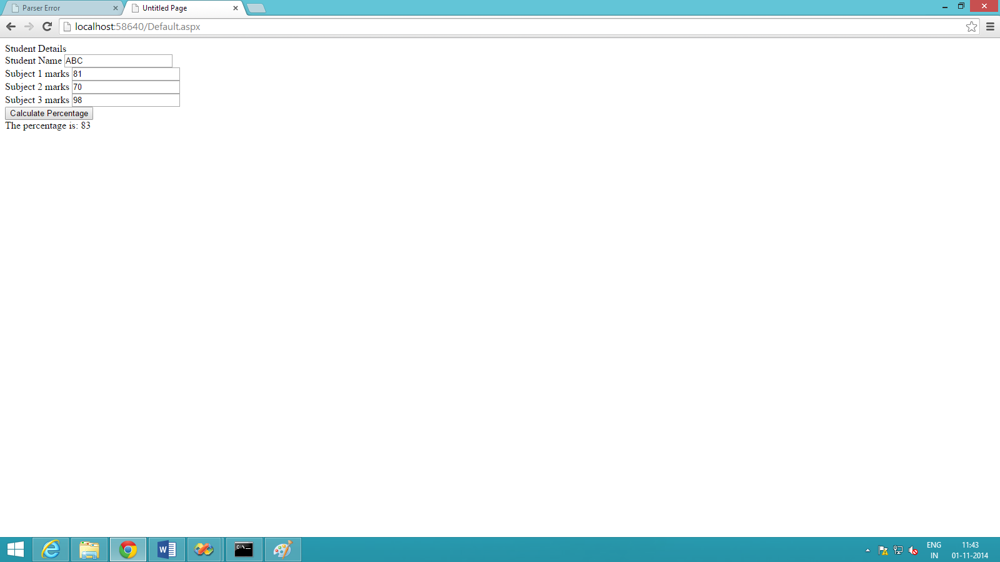 Parser Error
Untitled Page
localhost:58640/Default.aspx
Student Details
Student Name ABC
Subject 1 marks 81
Subject 2 marks 70
Subject 3 marks 98
Calculate Percentage
The percentage is: 83
C:\_
ENG 11:43
IN 01-11-2014